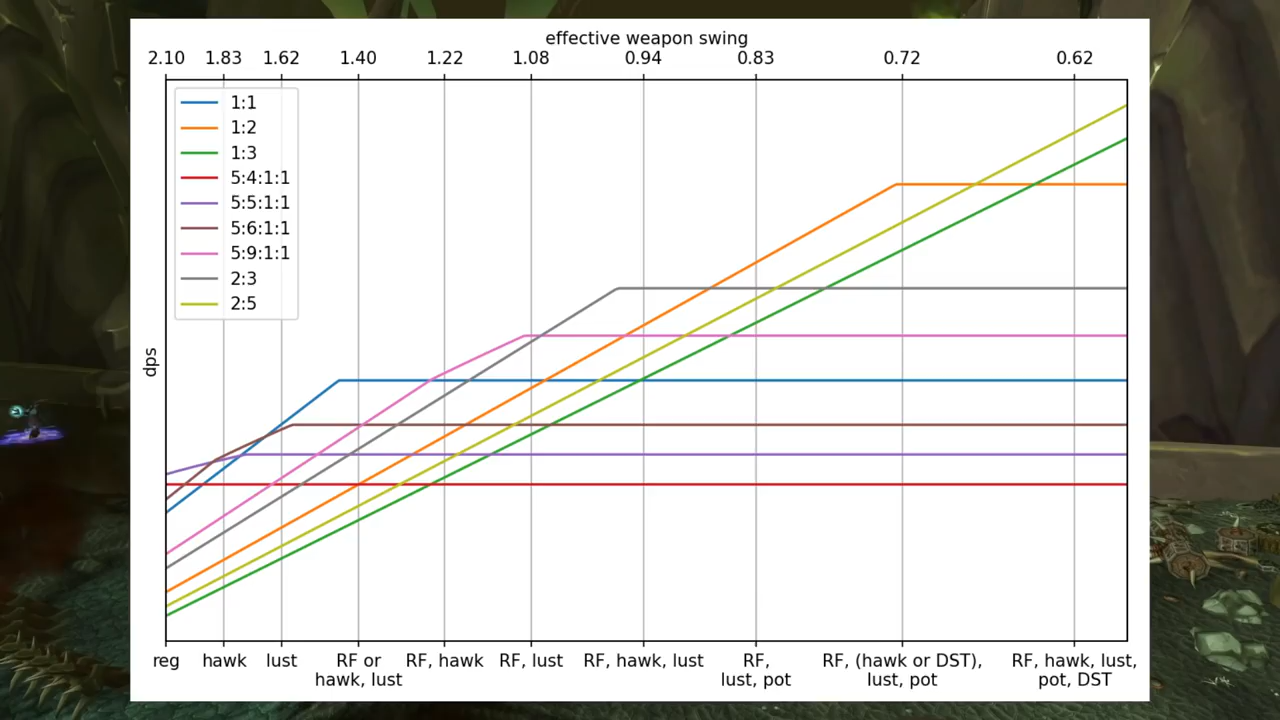 effective weapon swing
2.10 1.83 1.62 1.40 1.22 1.08 0.94 0.83 0.72 0.62
1:1
1:2
1:3
5:4:1:1
5:5:1:1
5:6:1:1
5:9:1:1
2:3
2:5
dps
reg hawk lust RF or RF, hawk RF, lust RF, hawk, lust RF, RF, (hawk or DST), RF, hawk, lust,
hawk, lust lust, pot lust, pot pot, DST